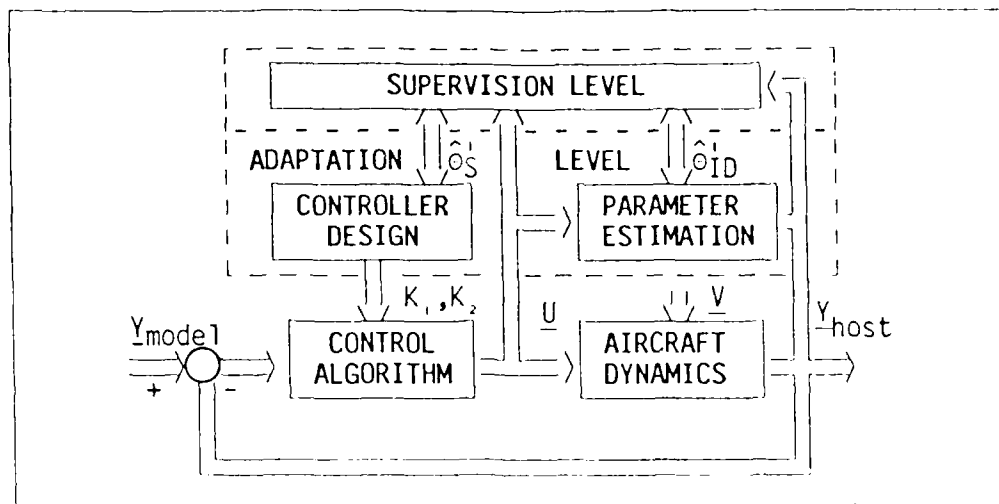 SUPERVISION LEVEL
ADAPTATION LEVEL
Θ̂'S Θ̂'ID
CONTROLLER DESIGN
PARAMETER ESTIMATION
K₁,K₂
U
V
Ymodel
Yhost
+
-
CONTROL ALGORITHM
AIRCRAFT DYNAMICS